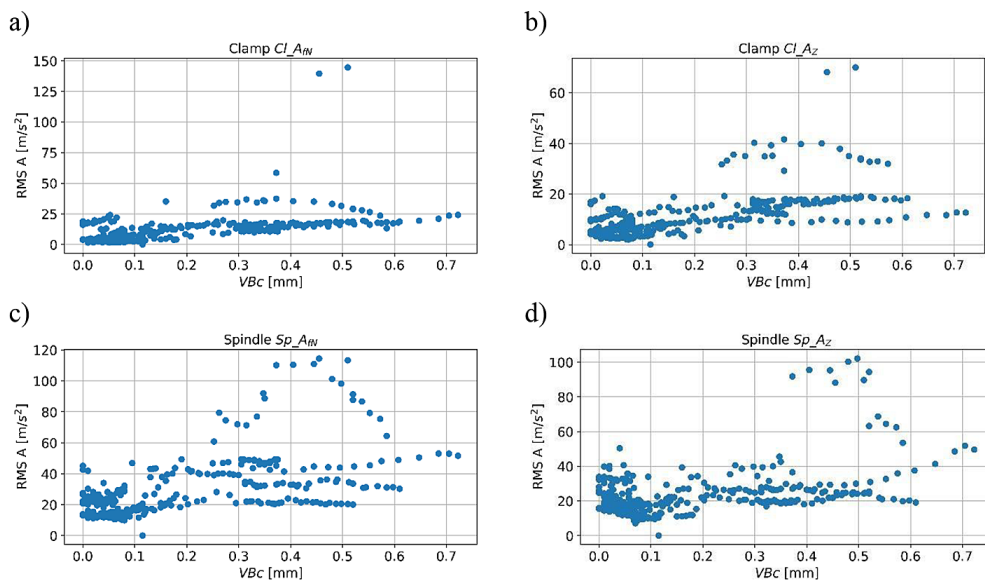 a)
Clamp Cl_A_fN
RMS A [m/s²]
150
125
100
75
50
25
0
0.0 0.1 0.2 0.3 0.4 0.5 0.6 0.7
VBc [mm]
b)
Clamp Cl_A_Z
RMS A [m/s²]
60
40
20
0
0.0 0.1 0.2 0.3 0.4 0.5 0.6 0.7
VBc [mm]
c)
Spindle Sp_A_fN
RMS A [m/s²]
120
100
80
60
40
20
0
0.0 0.1 0.2 0.3 0.4 0.5 0.6 0.7
VBc [mm]
d)
Spindle Sp_A_Z
RMS A [m/s²]
100
80
60
40
20
0
0.0 0.1 0.2 0.3 0.4 0.5 0.6 0.7
VBc [mm]